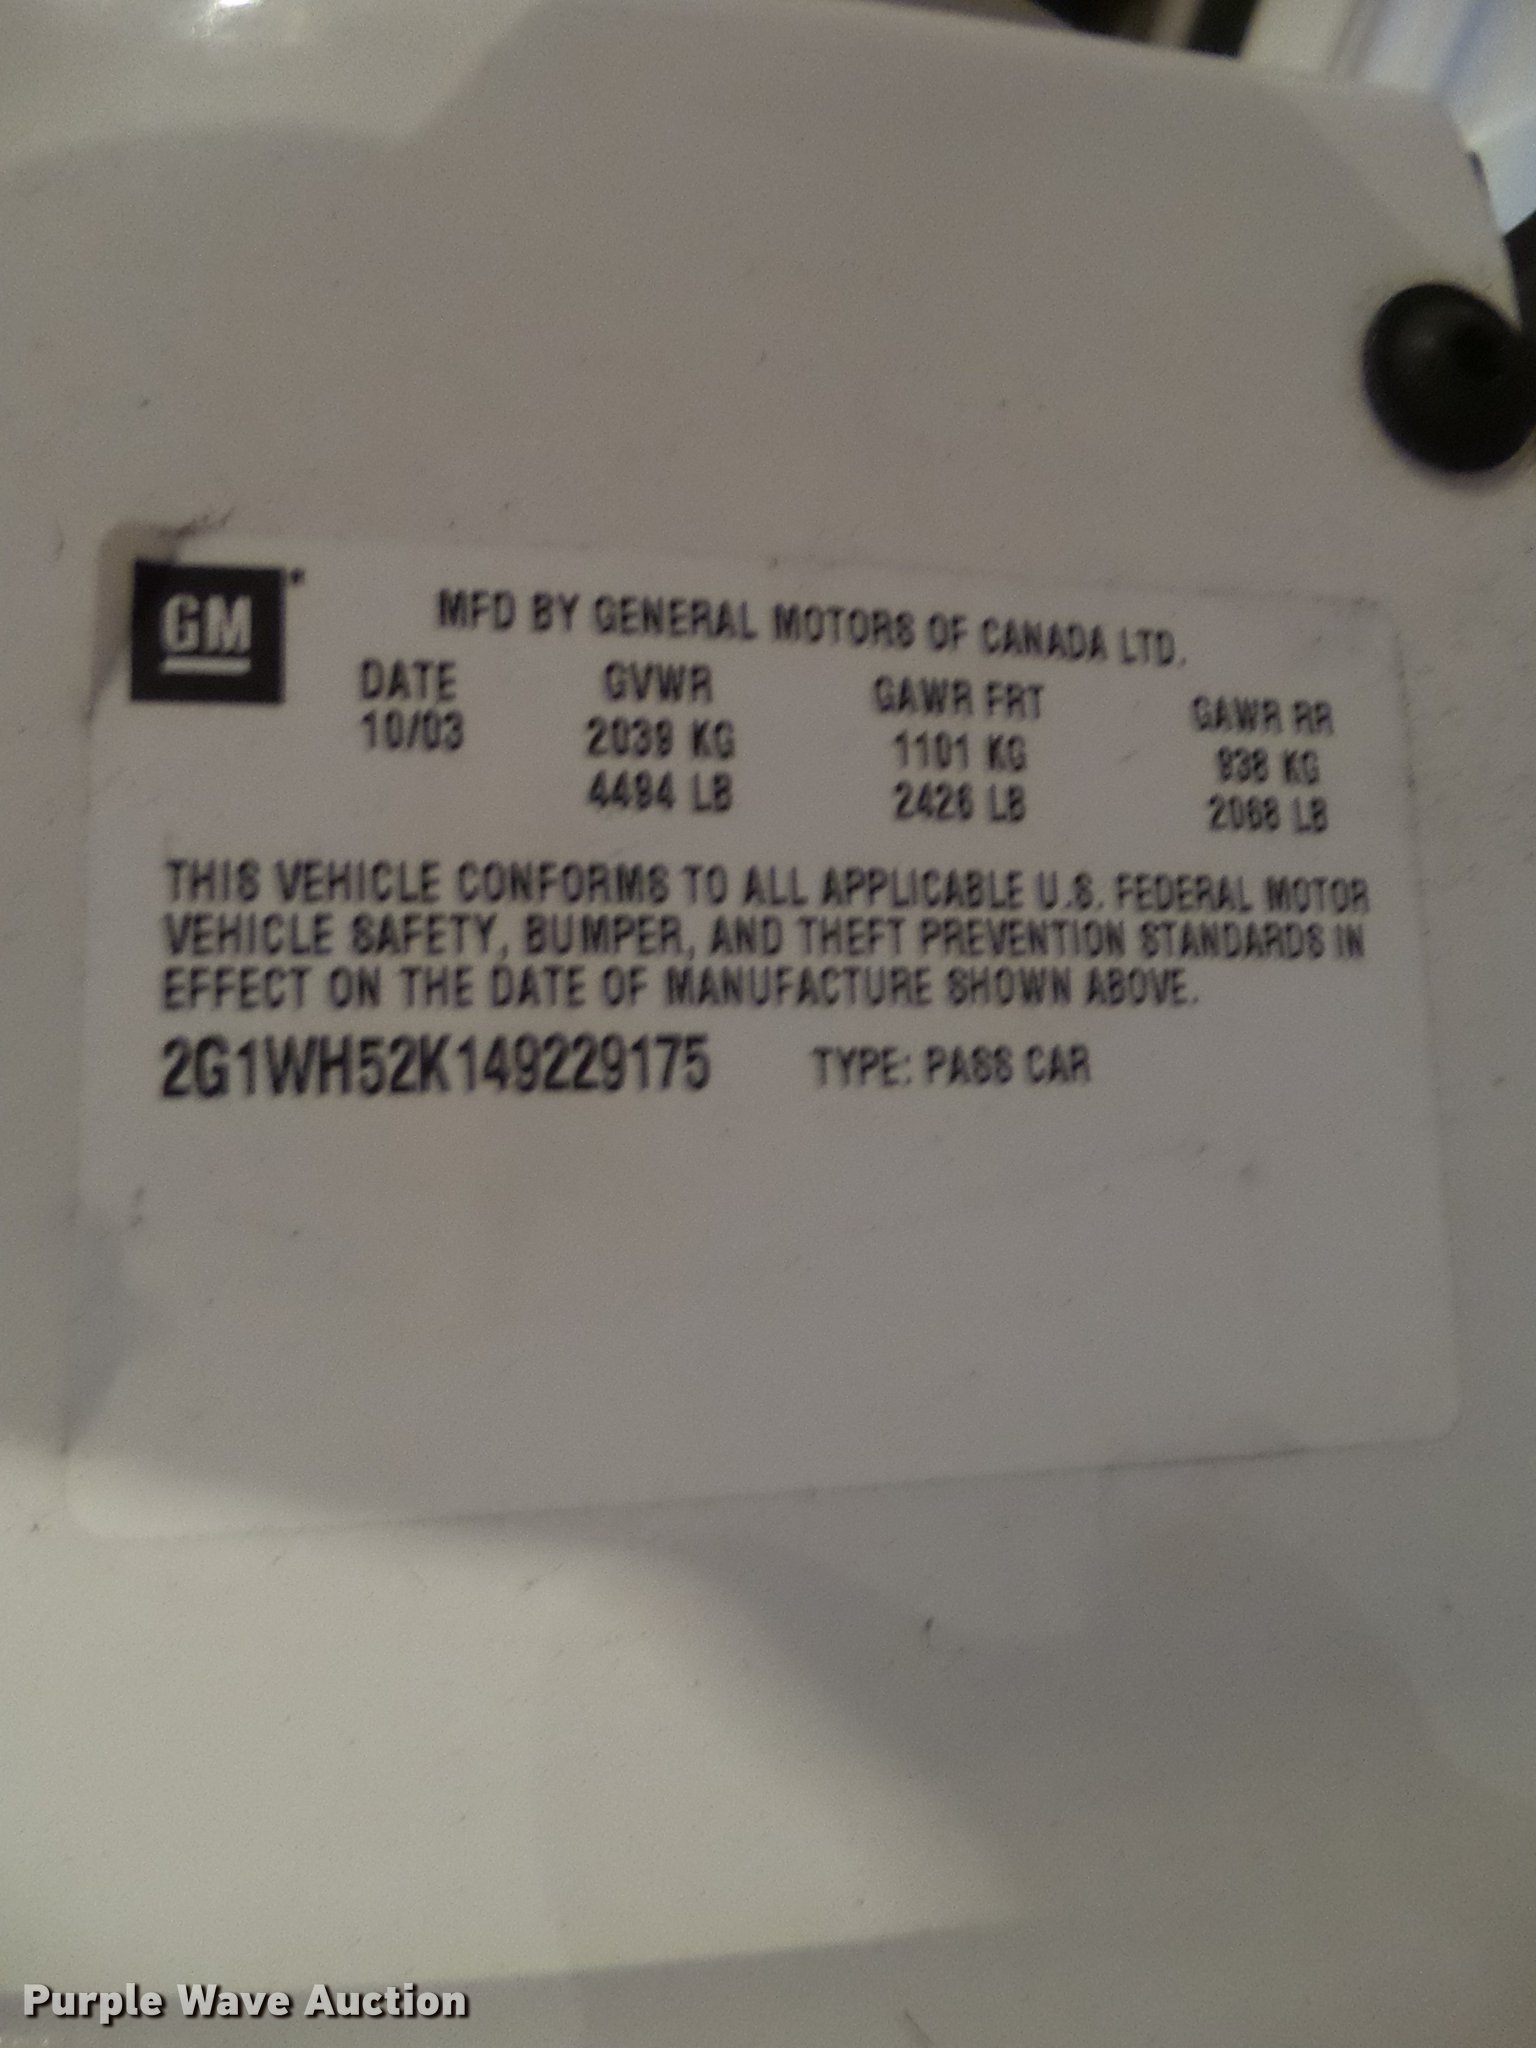 GM
MFD BY GENERAL MOTORS OF CANADA LTD.
DATE GVWR GAWR FRT GAWR RR
10/03 2039 KG 1101 KG 938 KG
4494 LB 2426 LB 2068 LB
THIS VEHICLE CONFORMS TO ALL APPLICABLE U.S. FEDERAL MOTOR
VEHICLE SAFETY, BUMPER, AND THEFT PREVENTION STANDARDS IN
EFFECT ON THE DATE OF MANUFACTURE SHOWN ABOVE.
2G1WH52K149229175 TYPE: PASS CAR
Purple Wave Auction